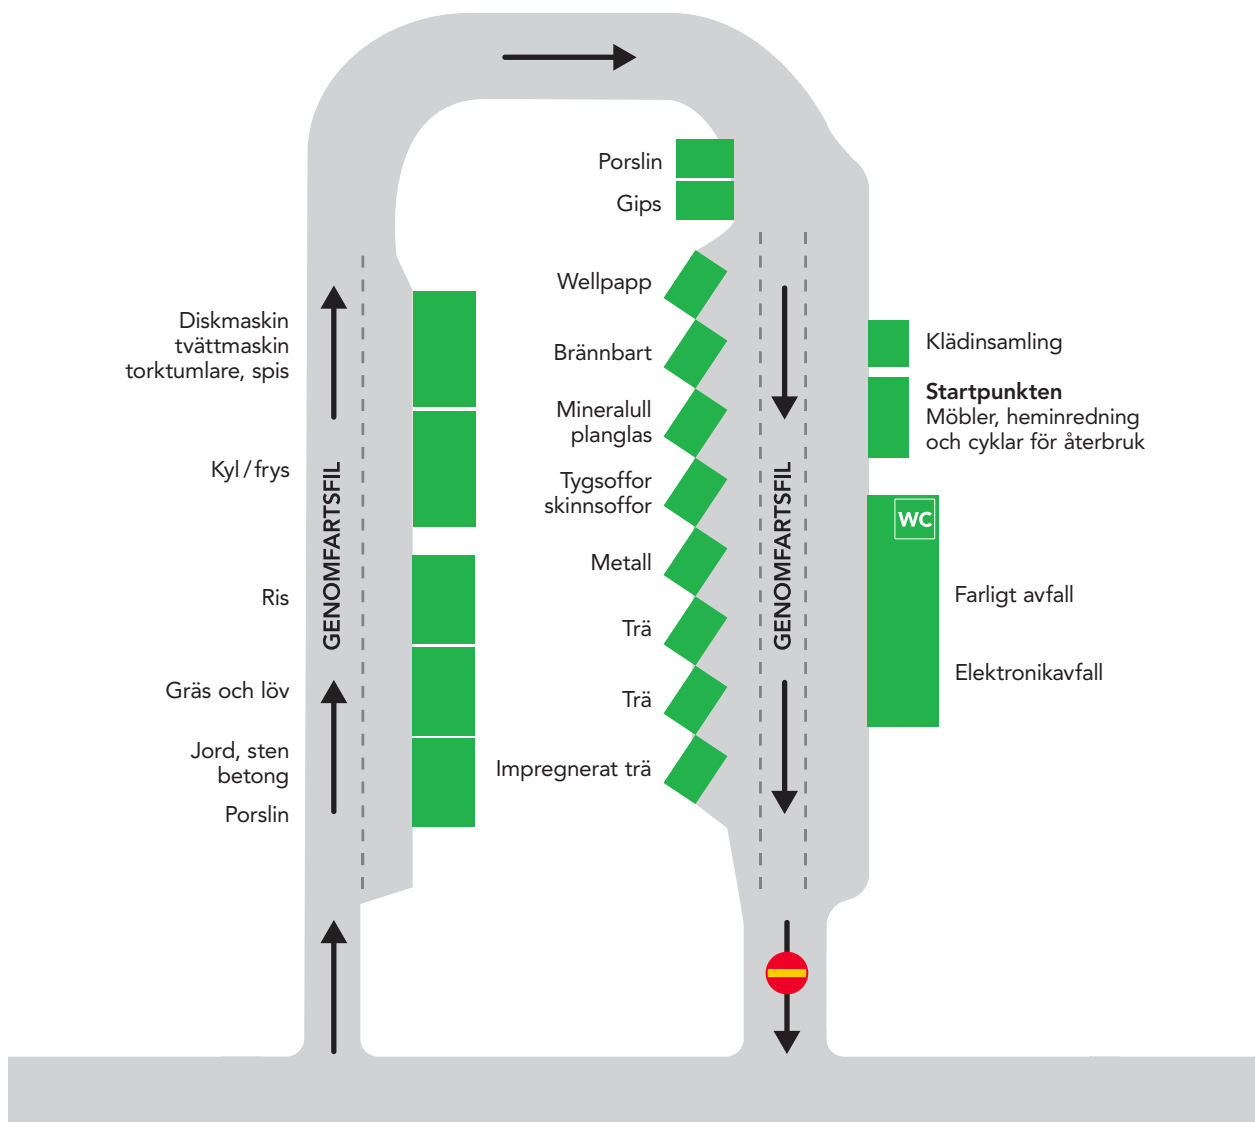 Porslin
Gips
Wellpapp
Brännbart
Mineralull
planglas
Tygsoffor
skinnsoffor
Metall
Trä
Trä
Impregnerat trä
Diskmaskin
tvättmaskin
torktumlare, spis
Kyl/frys
Ris
Gräs och löv
Jord, sten
betong
Porslin
GENOMFARTSFIL
GENOMFARTSFIL
Klädinsamling
Startpunkten
Möbler, heminredning
och cyklar för återbruk
WC
Farligt avfall
Elektronikavfall